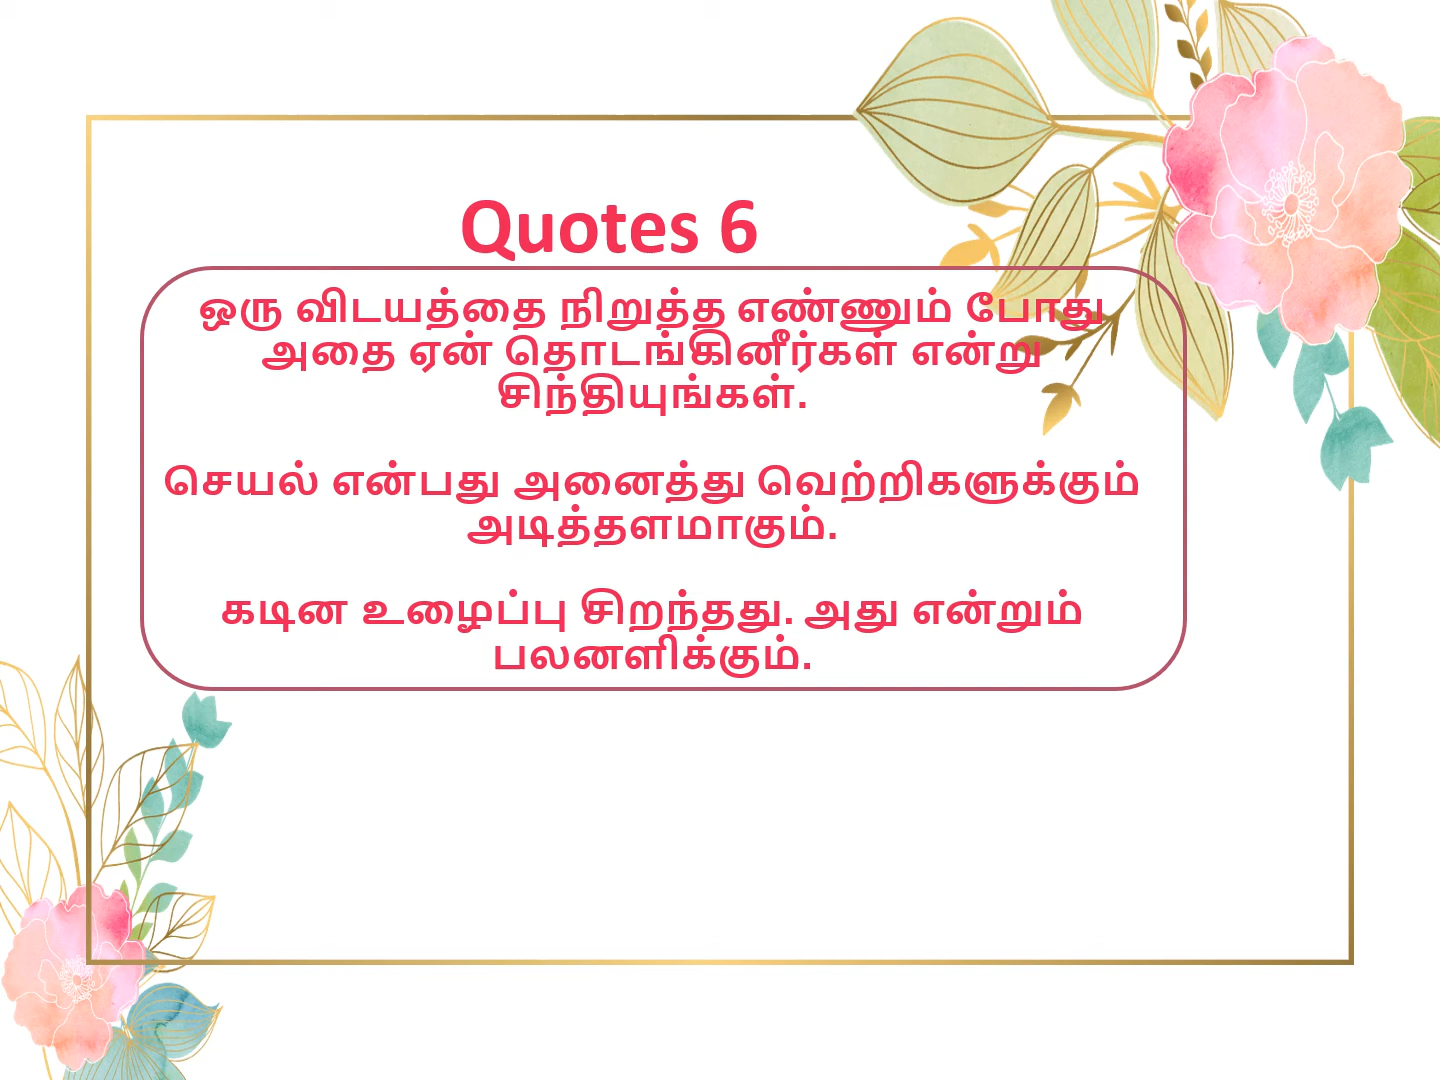 Quotes 6
ஒரு விடயத்தை நிறுத்த எண்ணும் போது
அதை ஏன் தொடங்கினீர்கள் என்று
சிந்தியுங்கள்.
செயல் என்பது அனைத்து வெற்றிகளுக்கும்
அடித்தளமாகும்.
கடின உழைப்பு சிறந்தது. அது என்றும்
பலனளிக்கும்.